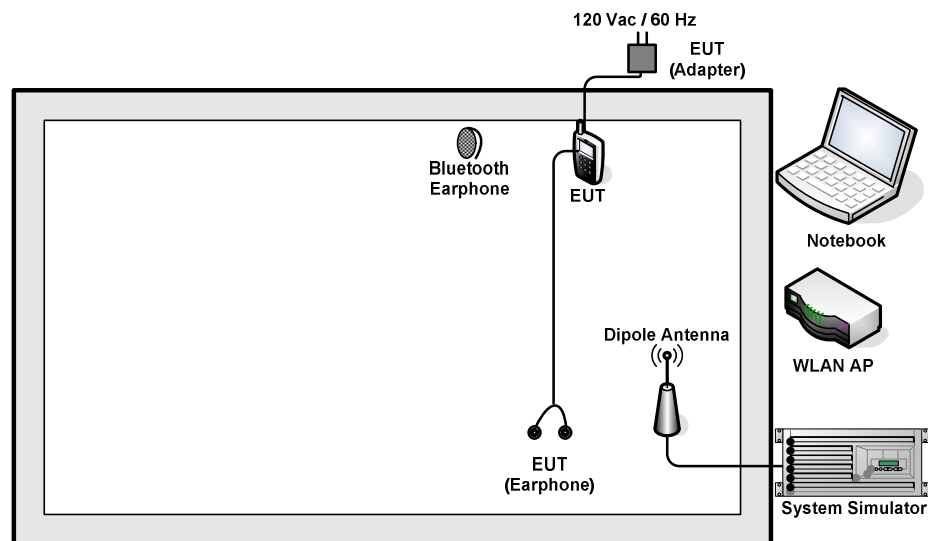 120 Vac / 60 Hz
EUT
(Adapter)
Bluetooth
Earphone
EUT
Notebook
Dipole Antenna
WLAN AP
EUT
(Earphone)
System Simulator